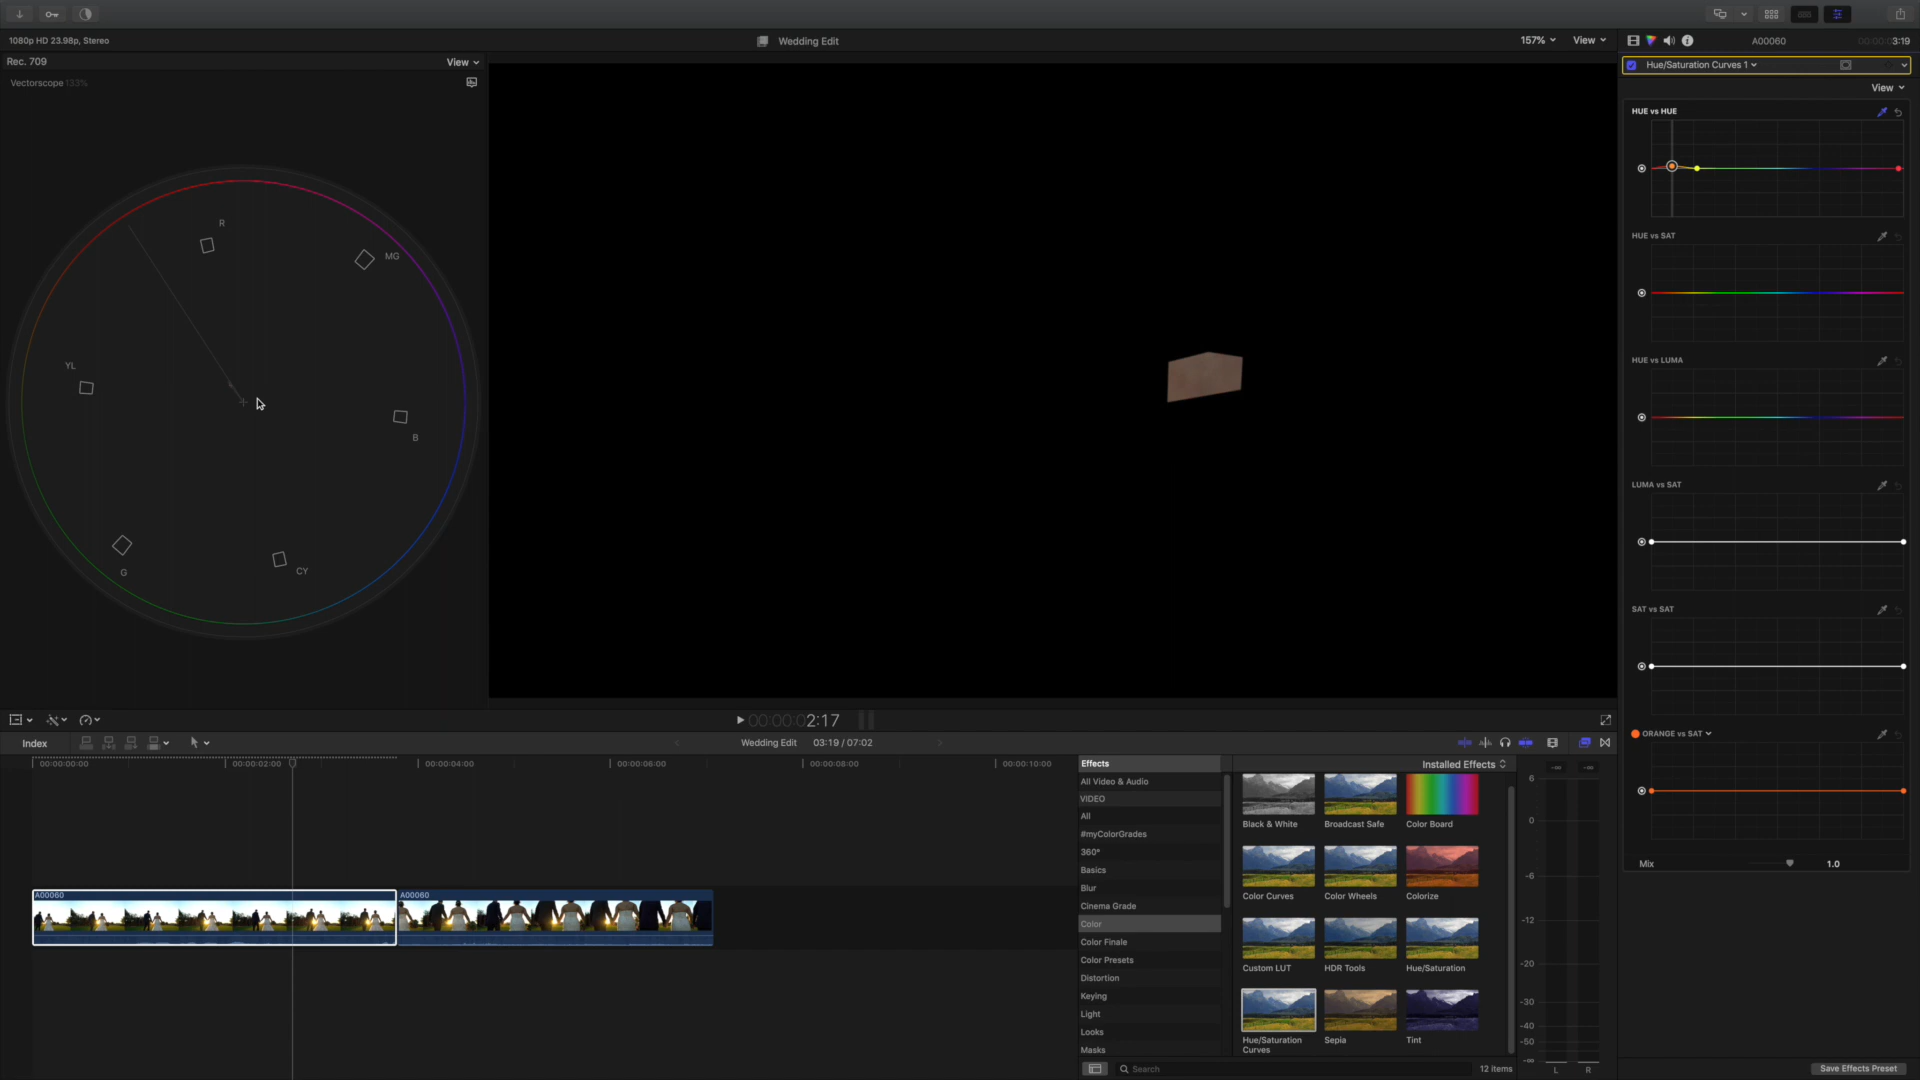 1080p HD 23.98p, Stereo
Wedding Edit
157%
View
A00060
00:00:03:19
Rec. 709
View
Hue/Saturation Curves 1
Vectorscope 133%
View
HUE vs HUE
R
MG
YL
B
G
CY
HUE vs SAT
HUE vs LUMA
LUMA vs SAT
SAT vs SAT
ORANGE vs SAT
Mix
1.0
00:00:02:17
Index
Wedding Edit
03:19 / 07:02
00:00:00:00
00:00:02:00
00:00:04:00
00:00:06:00
00:00:08:00
00:00:10:00
A00060
A00060
Effects
All Video & Audio
VIDEO
All
#myColorGrades
360°
Basics
Blur
Cinema Grade
Color
Color Finale
Color Presets
Distortion
Keying
Light
Looks
Masks
Installed Effects
Black & White
Broadcast Safe
Color Board
Color Curves
Color Wheels
Colorize
Custom LUT
HDR Tools
Hue/Saturation
Hue/Saturation Curves
Sepia
Tint
Search
12 items
-∞
-∞
6
0
-6
-12
-20
-30
-40
-50
-∞
L
R
Save Effects Preset